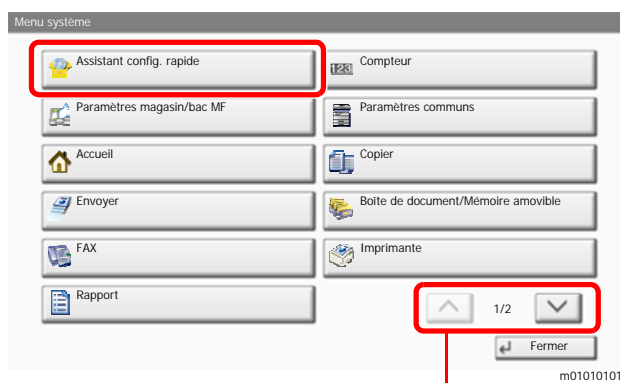 Menu système
Assistant config. rapide
123 Compteur
Paramètres magasin/bac MF
Paramètres communs
Accueil
Copier
Envoyer
Boîte de document/Mémoire amovible
FAX
Imprimante
Rapport
1/2
Fermer
m01010101